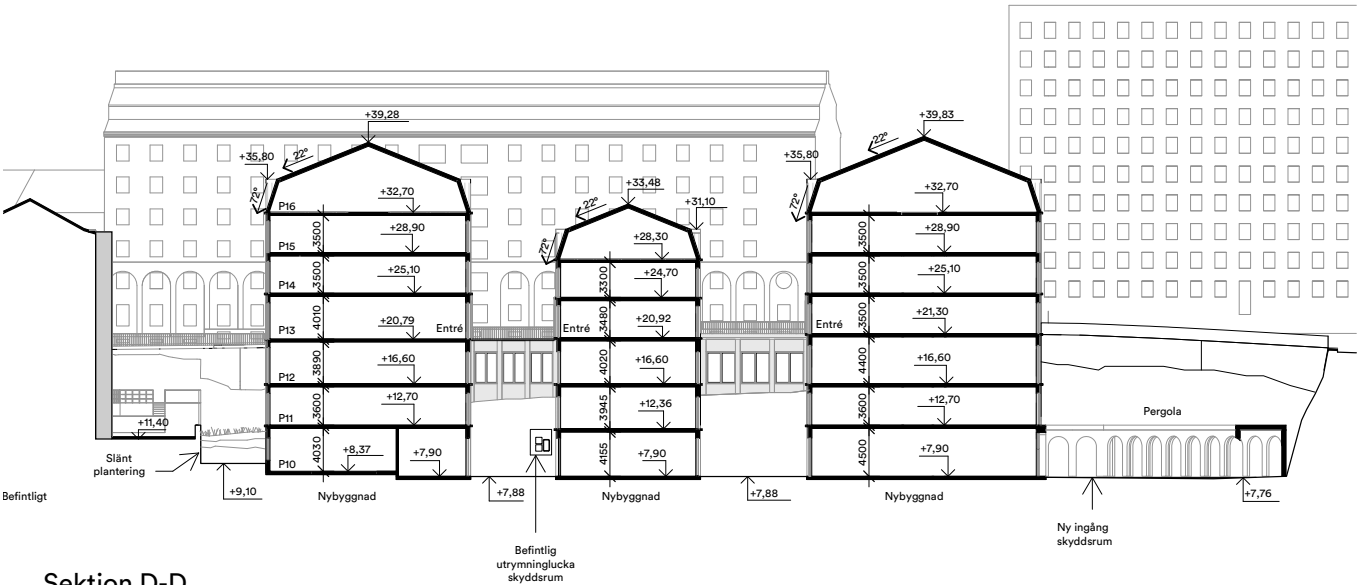 +39,28
+39,83
22°
22°
+35,80
+35,80
72°
72°
+33,48
22°
+31,10
72°
P16
+32,70
+32,70
P15
3500
+28,90
+28,30
3500
+28,90
P14
3500
+25,10
3300
+24,70
3500
+25,10
P13
4010
+20,79
Entré
Entré
3480
+20,92
Entré
3500
+21,30
P12
3890
+16,60
4020
+16,60
4400
+16,60
P11
3600
+12,70
3945
+12,36
3600
+12,70
Pergola
+11,40
P10
4030
+8,37
+7,90
4155
+7,90
4500
+7,90
Slänt
plantering
Befintligt
+9,10
Nybyggnad
+7,88
Nybyggnad
+7,88
Nybyggnad
+7,76
Ny ingång
skyddsrum
Befintlig
utrymninglucka
skyddsrum
Sektion D-D